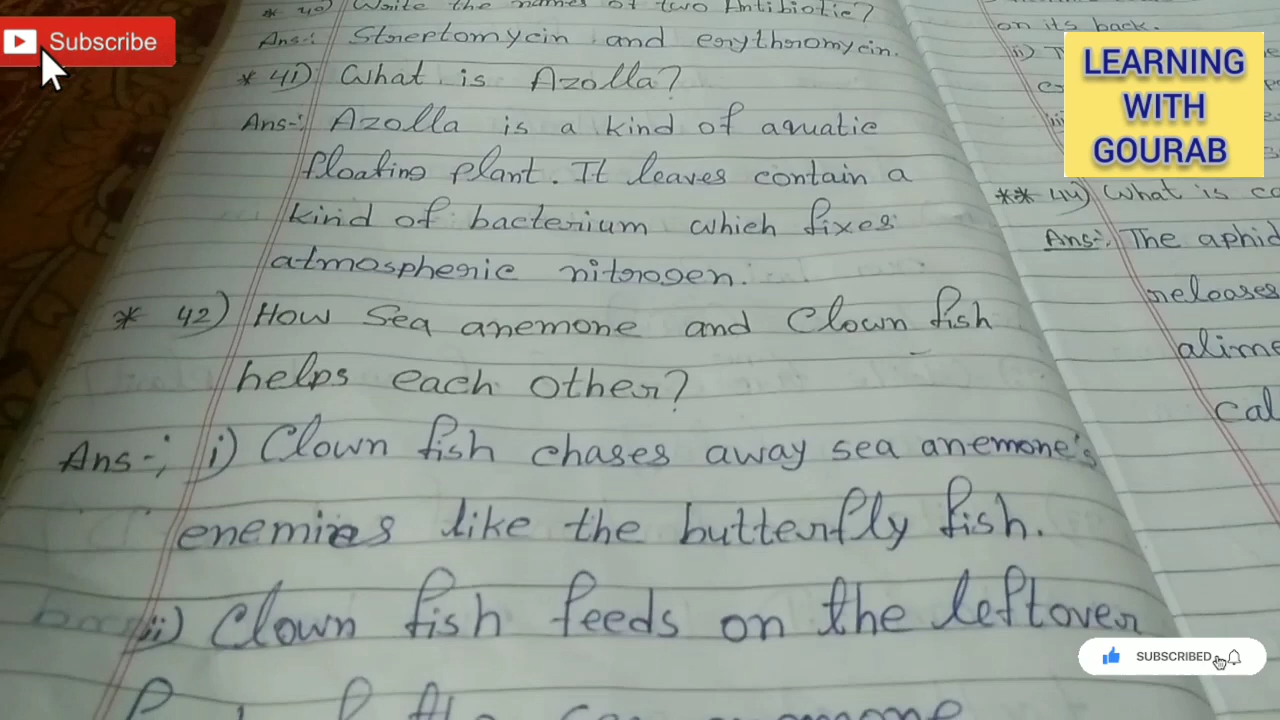 * 40) Write the names of two Antibiotic?
Ans-: Streptomycin and erythromycin.
* 41) What is Azolla?
Ans-: Azolla is a kind of aquatic
floating plant. It leaves contain a
kind of bacterium which fixes
atmospheric nitrogen.
* 42) How Sea anemone and Clown fish
helps each other?
Ans-: i) Clown fish chases away sea anemone's
enemies like the butterfly fish.
ii) Clown fish feeds on the leftover
on its back.
ii)
** 44) What is
Ans-: The aphid
releases
Subscribe
LEARNING
WITH
GOURAB
SUBSCRIBED